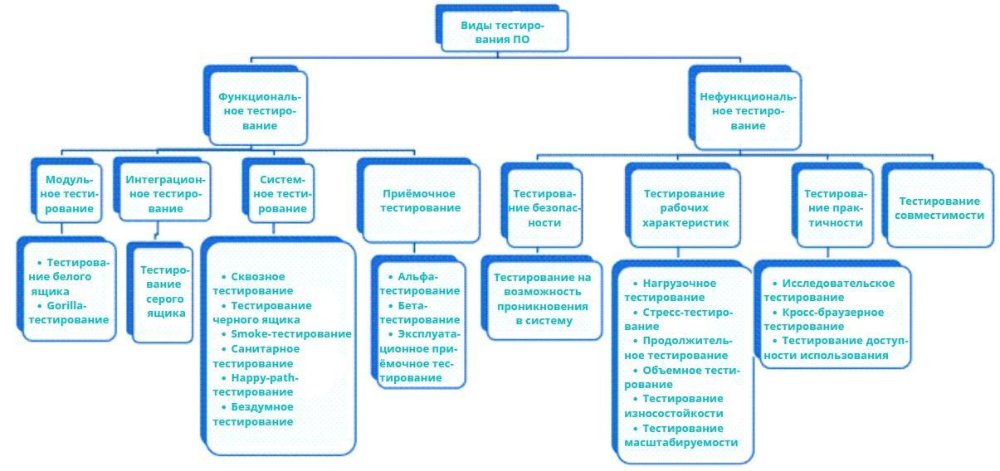 Виды тестиро-
вания ПО
Функциональ-
ное тестиро-
вание
Нефункциональ-
ное тестиро-
вание
Модуль-
ное тести-
рование
Интеграцион-
ное тестиро-
вание
Систем-
ное тести-
рование
Приёмочное
тестирование
Тестирова-
ние безопас-
ности
Тестирование
рабочих
характеристик
Тестирова-
ние прак-
тичности
Тестирование
совместимости
• Тестирова-
ние белого
ящика
• Gorilla-
тестирование
Тестиро-
вание
серого
ящика
• Сквозное
тестирование
• Тестирование
черного ящика
• Smoke-тестирование
• Санитарное
тестирование
• Happy-path-
тестирование
• Бездумное
тестирование
• Альфа-
тестирование
• Бета-
тестирование
• Эксплуата-
ционное при-
ёмочное тес-
тирование
Тестирование на
возможность
проникновения
в систему
• Нагрузочное
тестирование
• Стресс-тестиро-
вание
• Продолжитель-
ное тестирование
• Объемное тести-
рование
• Тестирование
износостойкости
• Тестирование
масштабируемости
• Исследовательское
тестирование
• Кросс-браузерное
тестирование
• Тестирование доступ-
ности использования